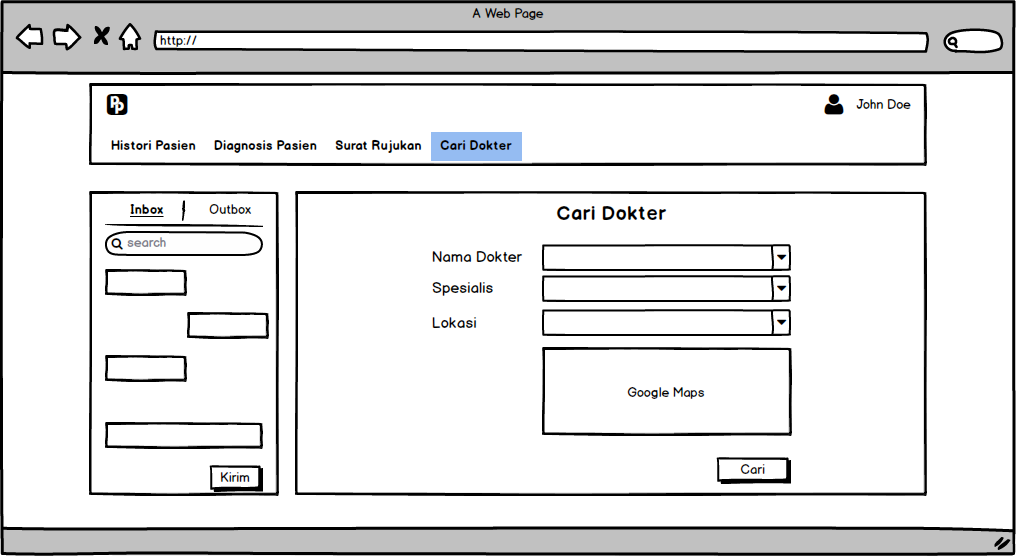 A Web Page
http://
Pp
John Doe
Histori Pasien Diagnosis Pasien Surat Rujukan Cari Dokter
Inbox Outbox
search
Kirim
Cari Dokter
Nama Dokter
Spesialis
Lokasi
Google Maps
Cari